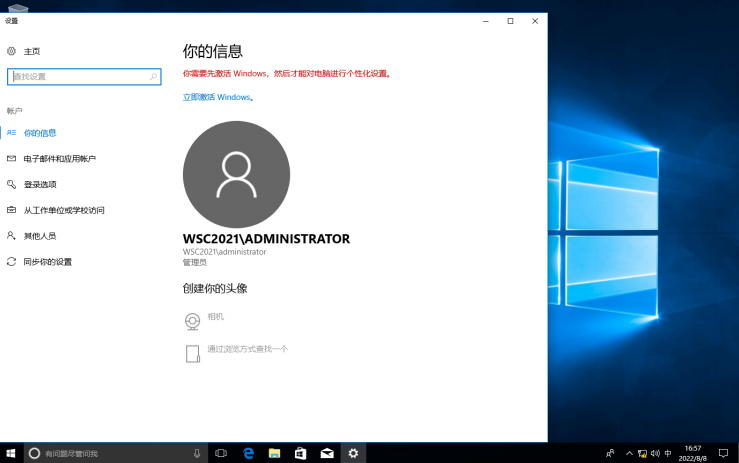 设置
主页
查找设置
帐户
你的信息
电子邮件和应用帐户
登录选项
从工作单位或学校访问
其他人员
同步你的设置
你的信息
你需要先激活 Windows，然后才能对电脑进行个性化设置。
立即激活 Windows。
WSC2021\ADMINISTRATOR
WSC2021\administrator
管理员
创建你的头像
相机
通过浏览方式查找一个
有问题尽管问我
中
16:57
2022/8/8